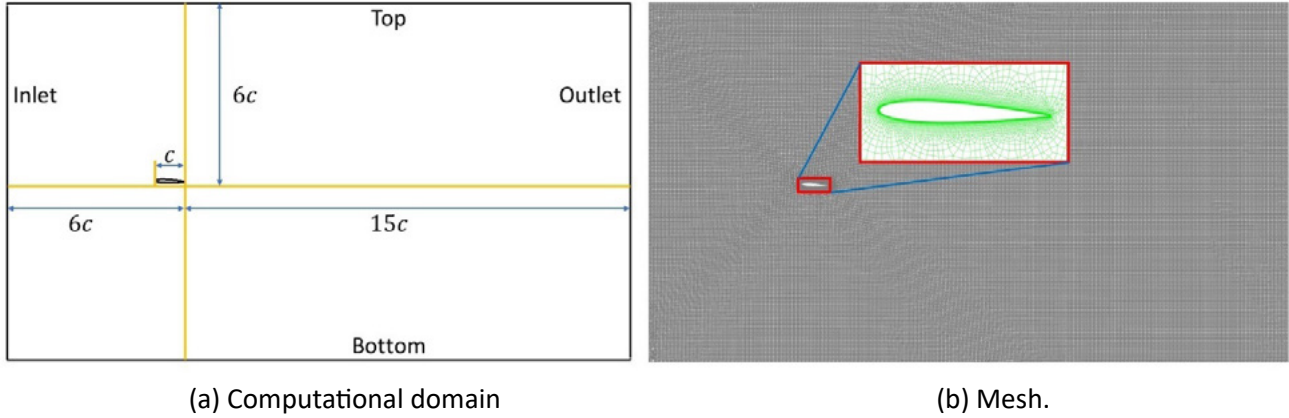 Top
Inlet
6c
Outlet
c
6c
15c
Bottom
(a) Computational domain
(b) Mesh.